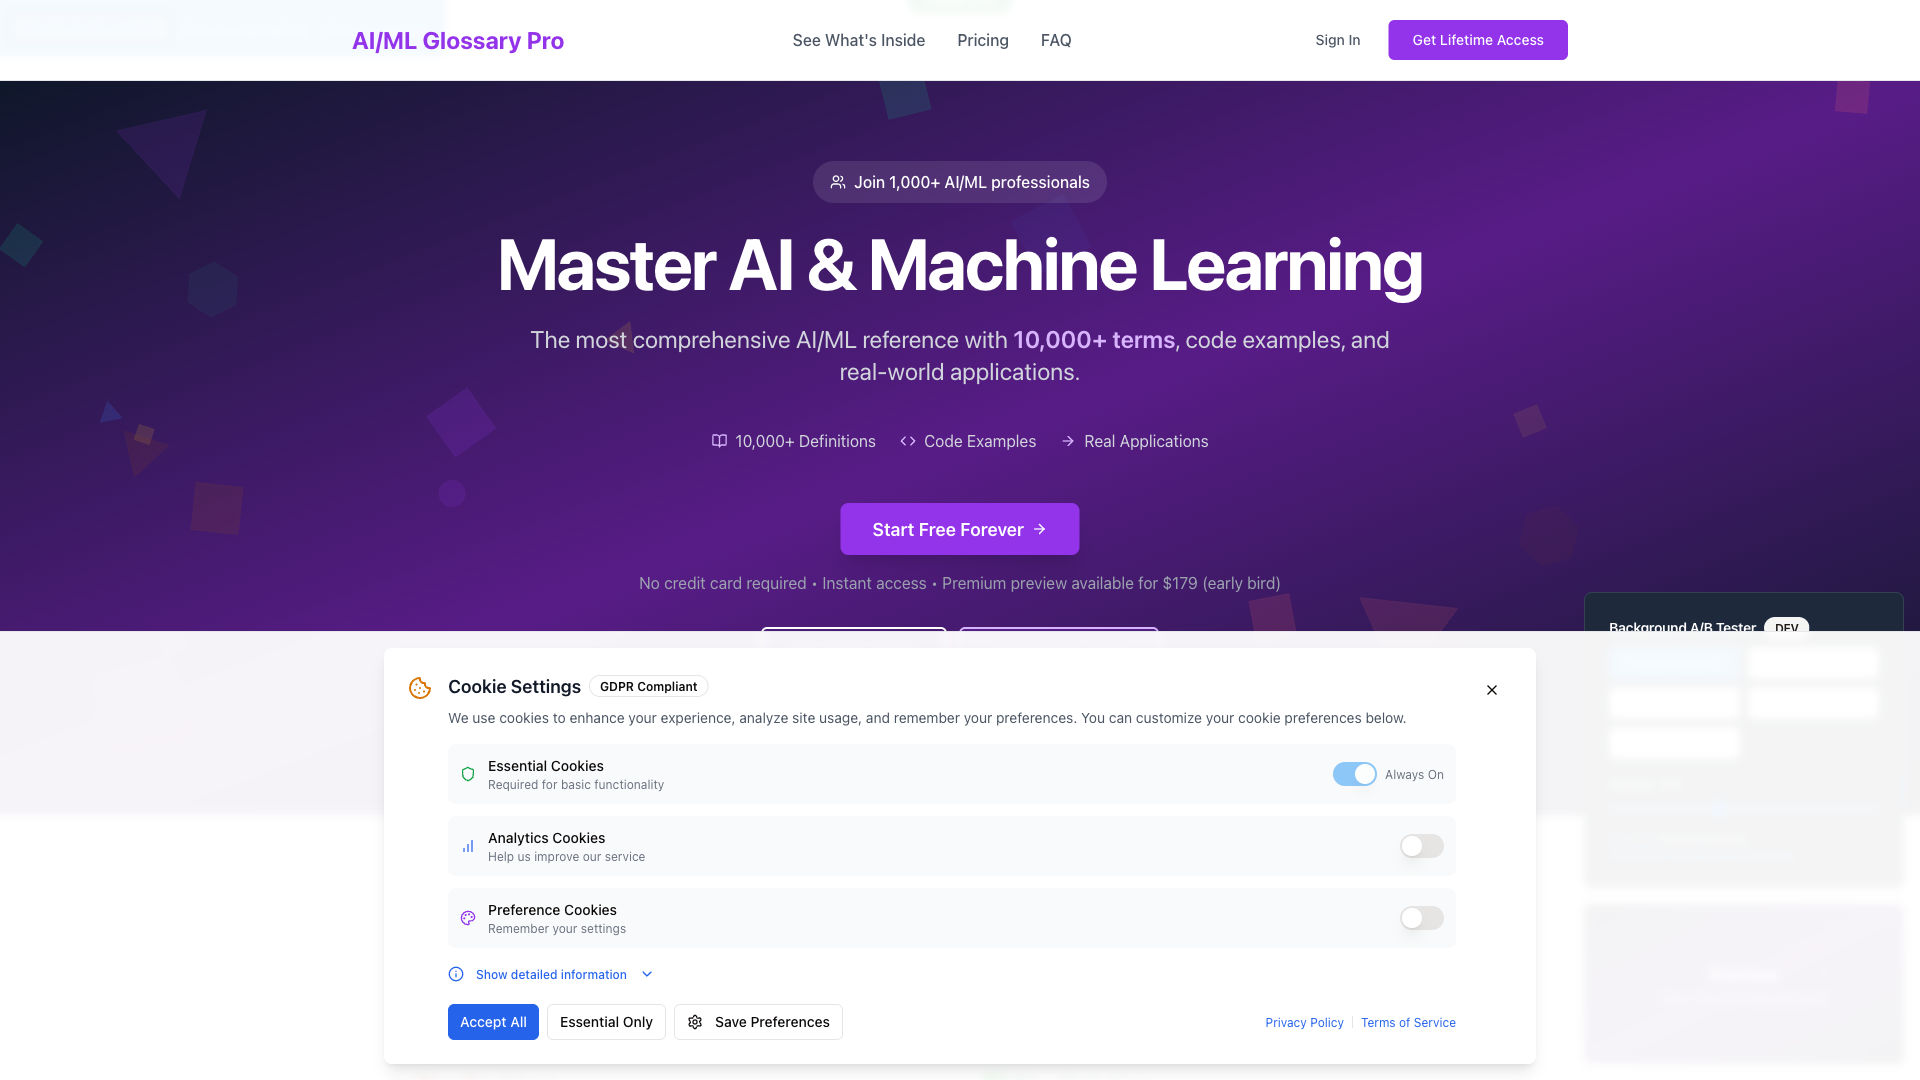 AI/ML Glossary Pro
See What's Inside
Pricing
FAQ
Sign In
Get Lifetime Access
Join 1,000+ AI/ML professionals
Master AI & Machine Learning
The most comprehensive AI/ML reference with 10,000+ terms, code examples, and
real-world applications.
10,000+ Definitions
Code Examples
Real Applications
Start Free Forever
No credit card required • Instant access • Premium preview available for $179 (early bird)
Background A/B Tester
DEV
Cookie Settings
GDPR Compliant
We use cookies to enhance your experience, analyze site usage, and remember your preferences. You can customize your cookie preferences below.
Essential Cookies
Required for basic functionality
Always On
Analytics Cookies
Help us improve our service
Preference Cookies
Remember your settings
Show detailed information
Accept All
Essential Only
Save Preferences
Privacy Policy
Terms of Service